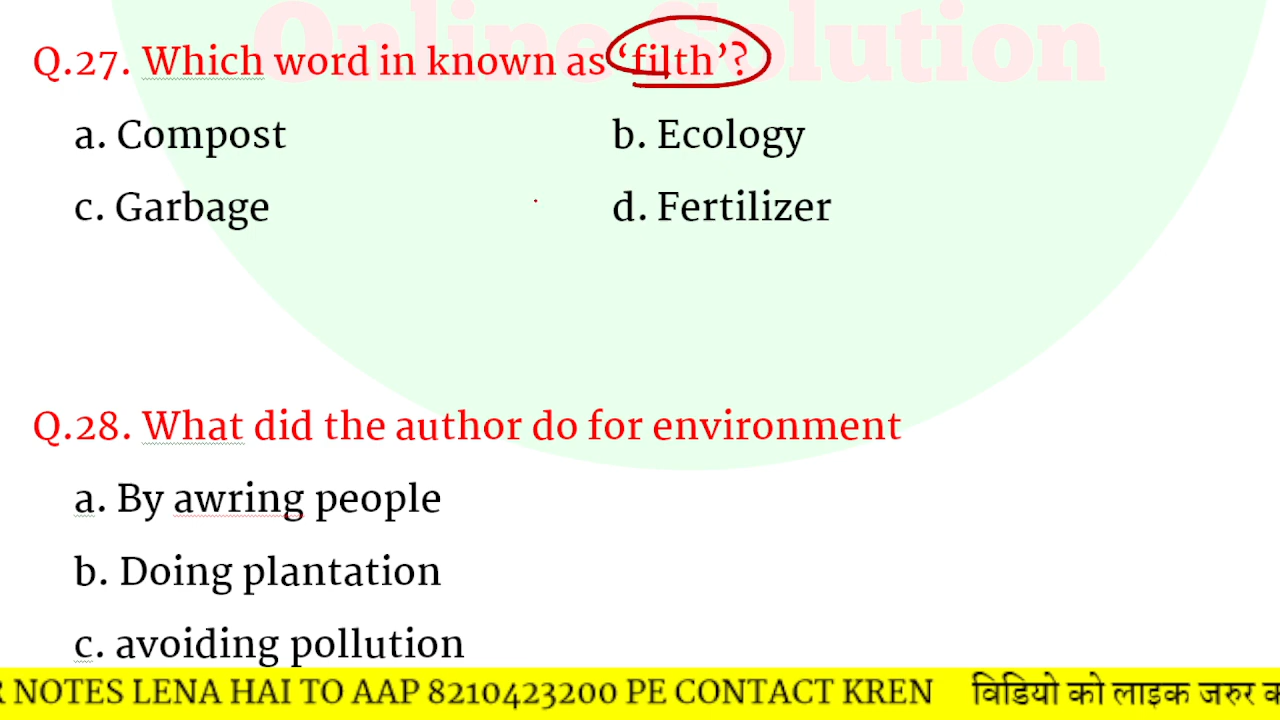 Online Solution
Q.27. Which word in known as ‘filth’?
a. Compost b. Ecology
c. Garbage d. Fertilizer
Q.28. What did the author do for environment
a. By awring people
b. Doing plantation
c. avoiding pollution
R NOTES LENA HAI TO AAP 8210423200 PE CONTACT KREN विडियो को लाइक जरुर क